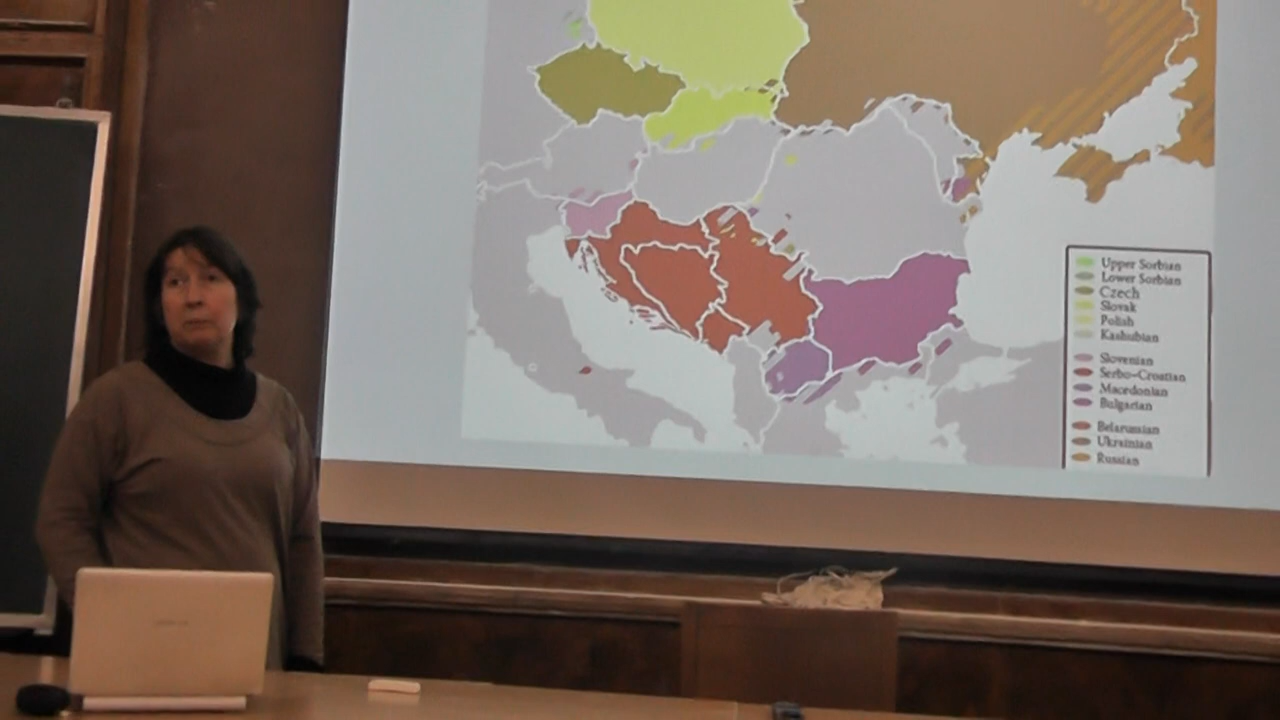 Upper Sorbian
Lower Sorbian
Czech
Slovak
Polish
Kashubian
Slovenian
Serbo-Croatian
Macedonian
Bulgarian
Belarusian
Ukrainian
Russian